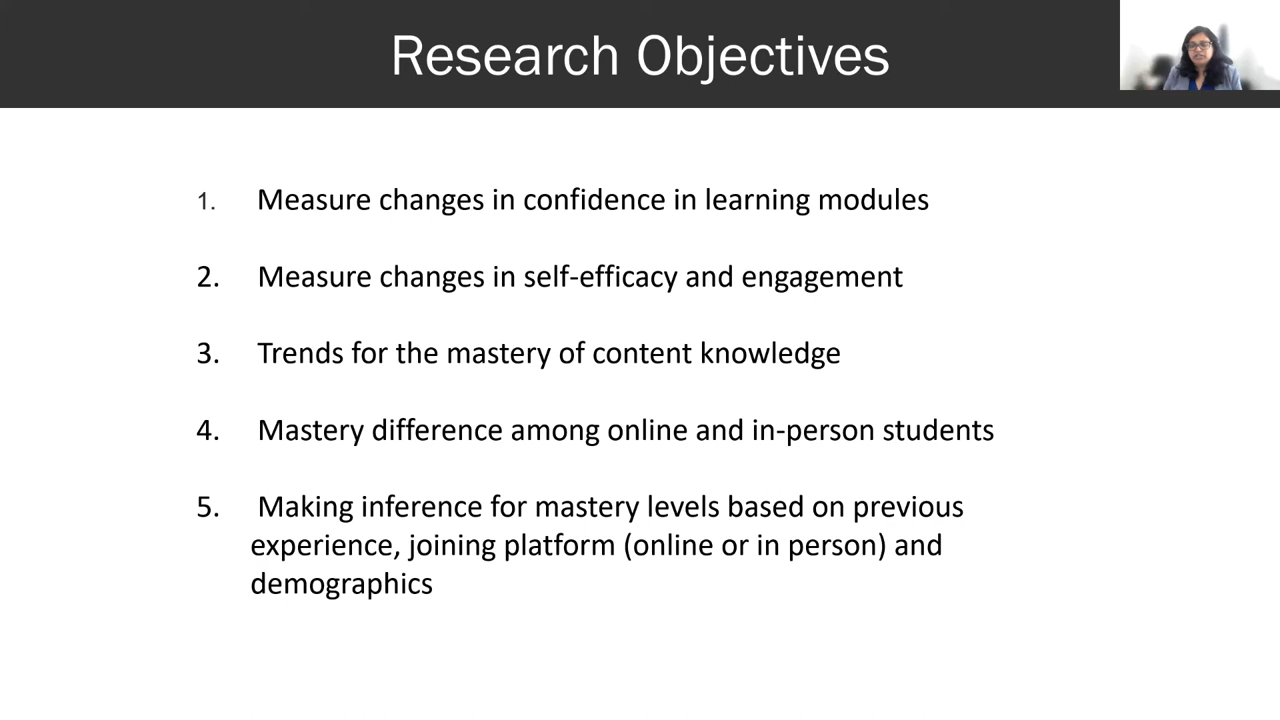 Research Objectives
1. Measure changes in confidence in learning modules
2. Measure changes in self-efficacy and engagement
3. Trends for the mastery of content knowledge
4. Mastery difference among online and in-person students
5. Making inference for mastery levels based on previous
experience, joining platform (online or in person) and
demographics